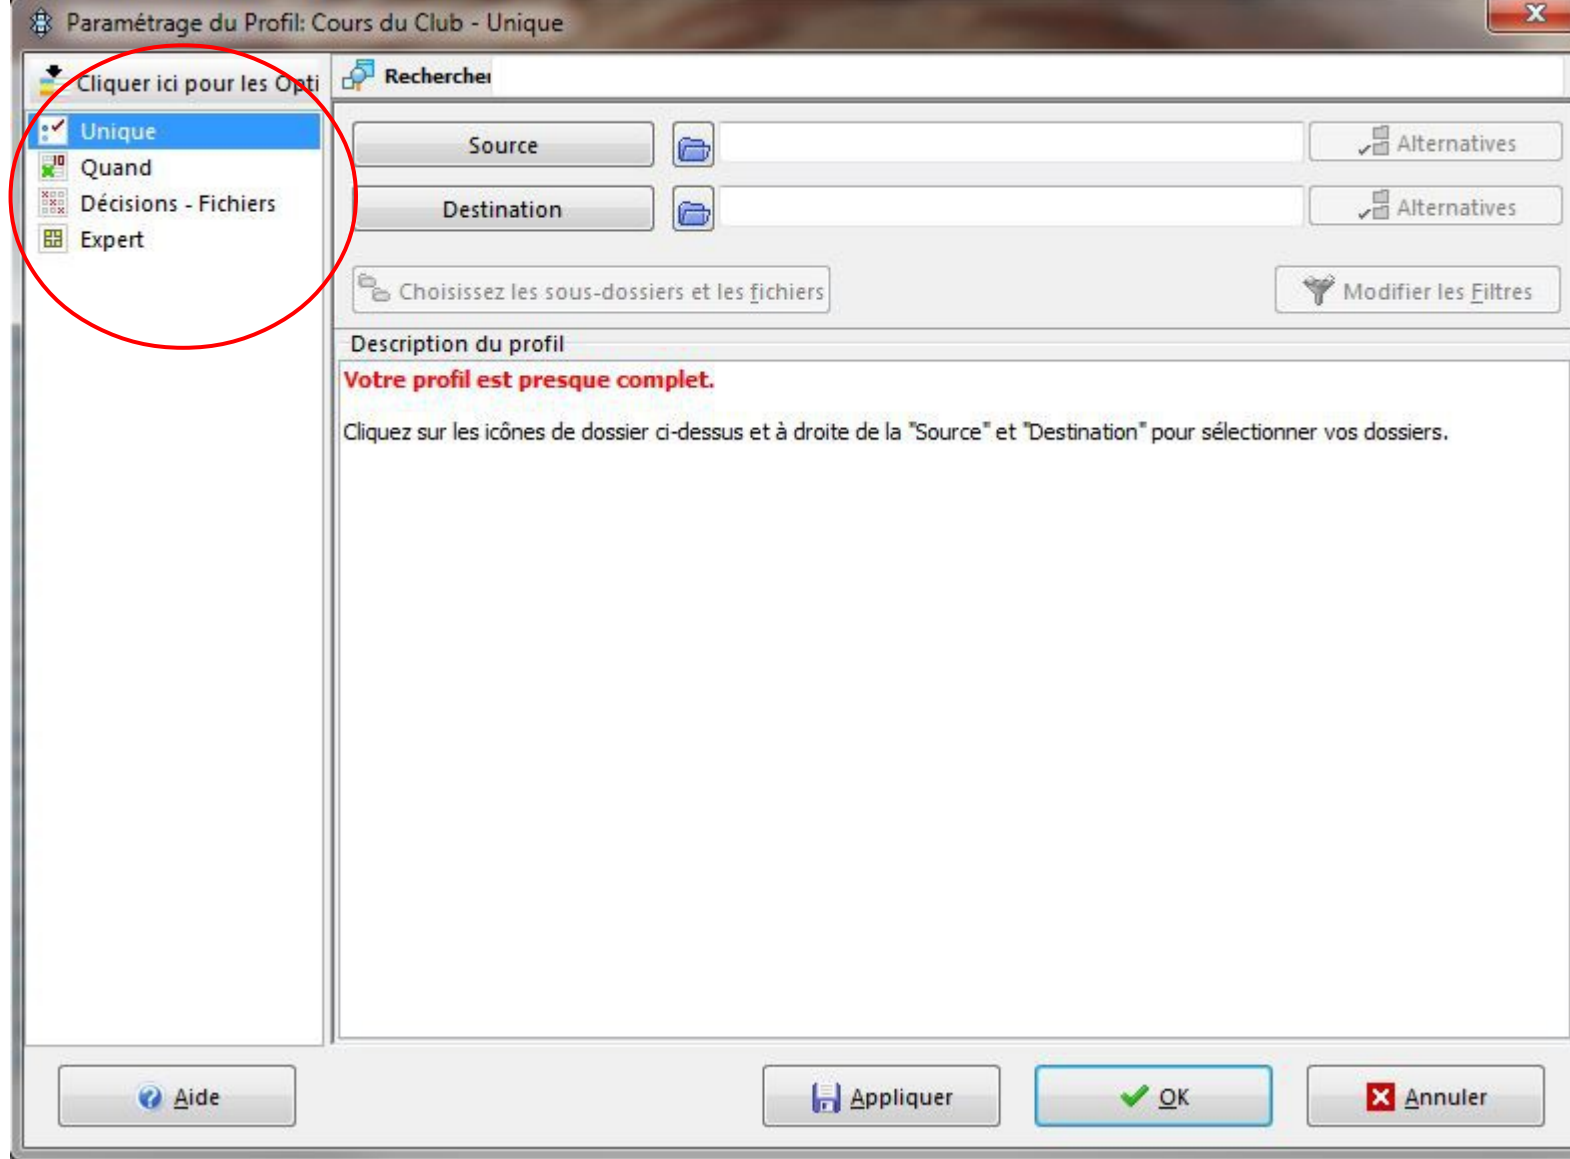 Paramétrage du Profil: Cours du Club - Unique
Cliquer ici pour les Opti
Rechercher
Unique
Quand
Décisions - Fichiers
Expert
Source
Alternatives
Destination
Alternatives
Choisissez les sous-dossiers et les fichiers
Modifier les Filtres
Description du profil
Votre profil est presque complet.
Cliquez sur les icônes de dossier ci-dessus et à droite de la "Source" et "Destination" pour sélectionner vos dossiers.
Aide
Appliquer
OK
Annuler